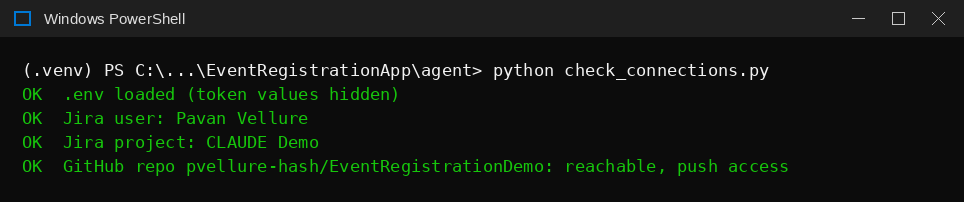 Windows PowerShell
(.venv) PS C:\...\EventRegistrationApp\agent> python check_connections.py
OK  .env loaded (token values hidden)
OK  Jira user: Pavan Vellure
OK  Jira project: CLAUDE Demo
OK  GitHub repo pvellure-hash/EventRegistrationDemo: reachable, push access